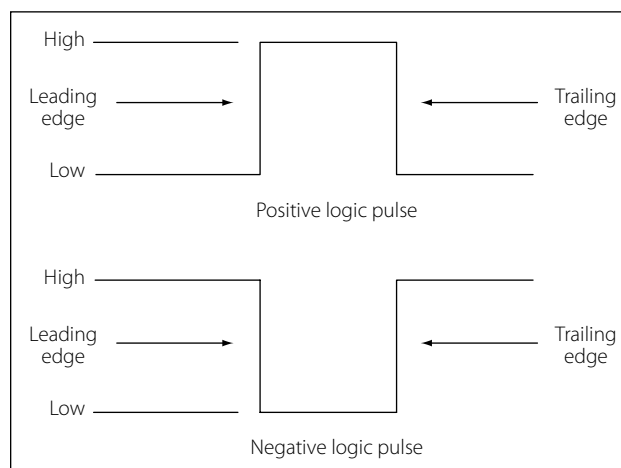 High
Leading
edge
Trailing
edge
Low
Positive logic pulse
High
Leading
edge
Trailing
edge
Low
Negative logic pulse